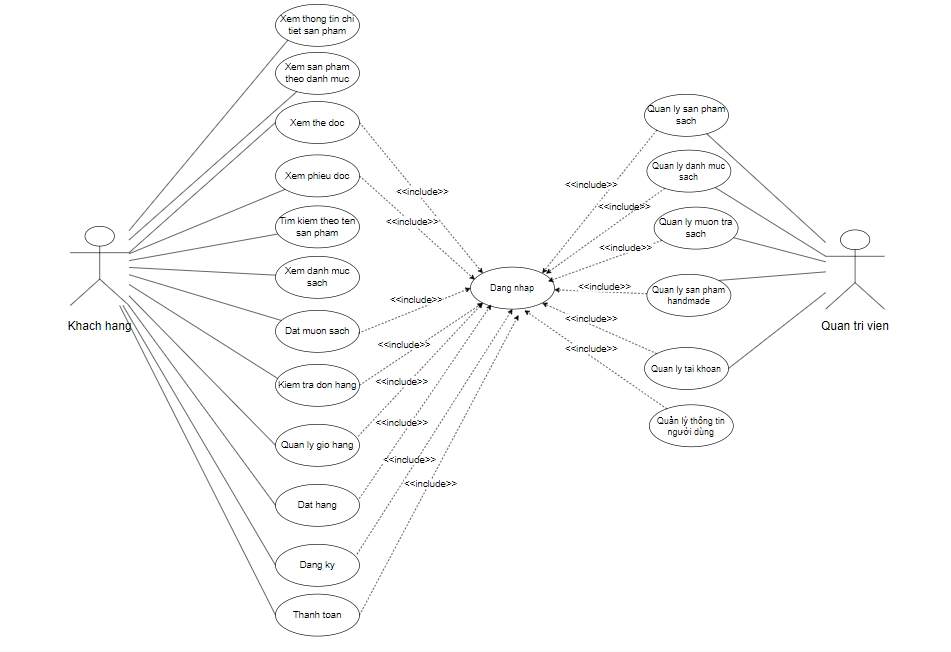 Xem thong tin chi
tiet san pham
Xem san pham
theo danh muc
Xem the doc
Xem phieu doc
Tim kiem theo ten
san pham
Xem danh muc
sach
Dat muon sach
Kiem tra don hang
Quan ly gio hang
Dat hang
Dang ky
Thanh toan
Khach hang
<<include>>
<<include>>
<<include>>
<<include>>
<<include>>
<<include>>
<<include>>
<<include>>
Dang nhap
<<include>>
<<include>>
<<include>>
<<include>>
<<include>>
<<include>>
Quan ly san pham
sach
Quan ly danh muc
sach
Quan ly muon tra
sach
Quan ly san pham
handmade
Quan ly tai khoan
Quản lý thông tin
người dùng
Quan tri vien